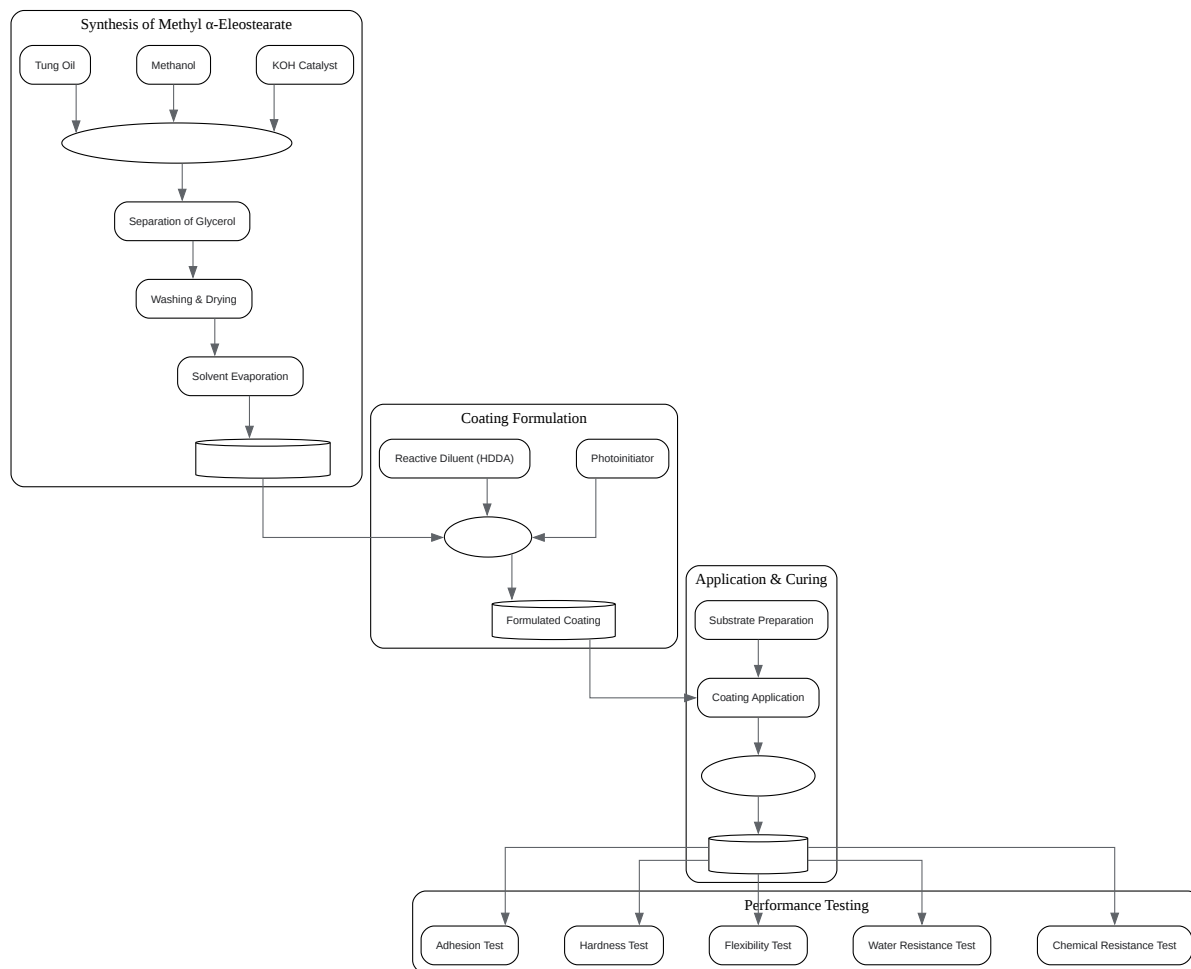 Synthesis of Methyl α-Eleostearate
Tung Oil
Methanol
KOH Catalyst
Separation of Glycerol
Washing & Drying
Solvent Evaporation
Coating Formulation
Reactive Diluent (HDDA)
Photoinitiator
Formulated Coating
Application & Curing
Substrate Preparation
Coating Application
Performance Testing
Adhesion Test
Hardness Test
Flexibility Test
Water Resistance Test
Chemical Resistance Test